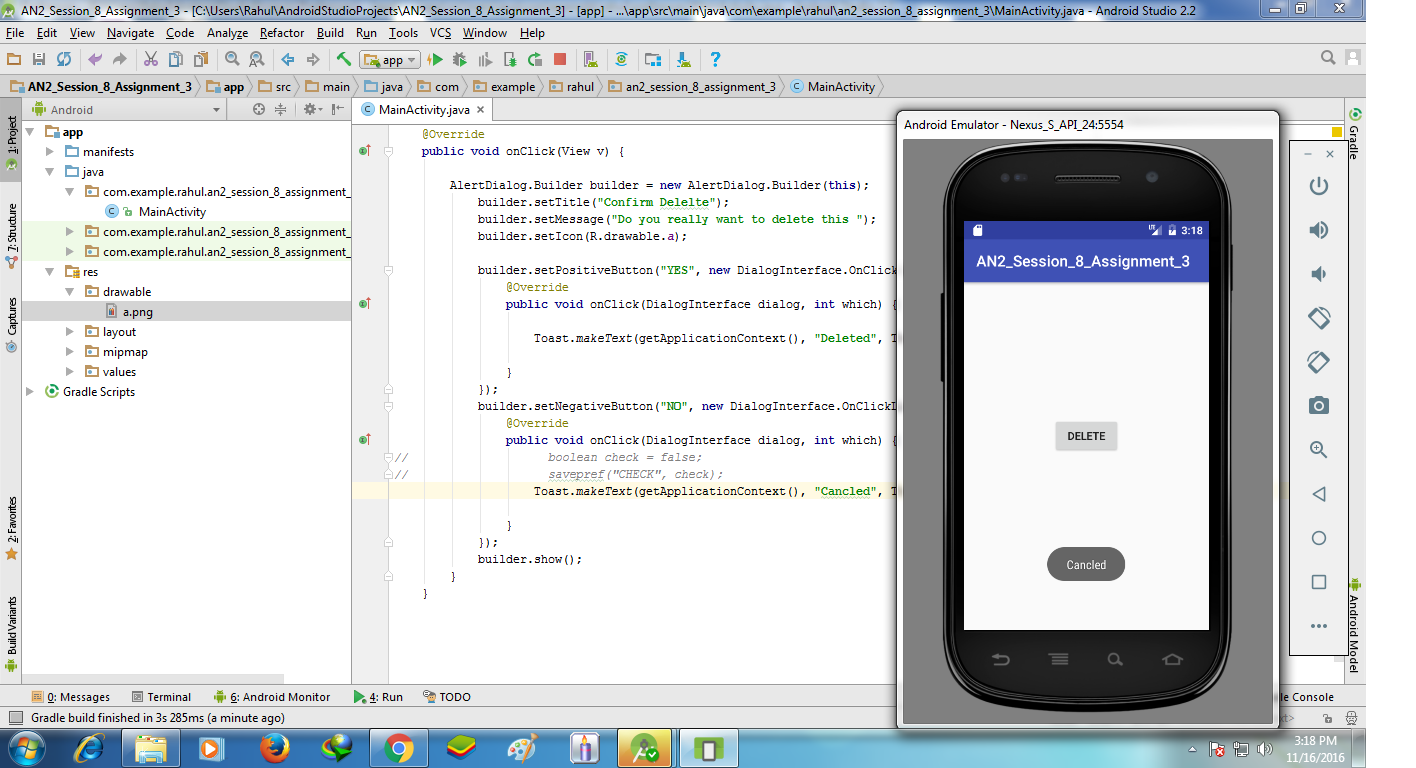 AN2_Session_8_Assignment_3 - [C:\Users\Rahul\AndroidStudioProjects\AN2_Session_8_Assignment_3] - [app] - ...\app\src\main\java\com\example\rahul\an2_session_8_assignment_3\MainActivity.java - Android Studio 2.2
File Edit View Navigate Code Analyze Refactor Build Run Tools VCS Window Help
app
AN2_Session_8_Assignment_3 app src main java com example rahul an2_session_8_assignment_3 MainActivity
Android
MainActivity.java
1: Project
7: Structure
Captures
2: Favorites
Build Variants
app
manifests
java
com.example.rahul.an2_session_8_assignment_
MainActivity
com.example.rahul.an2_session_8_assignment_
com.example.rahul.an2_session_8_assignment_
res
drawable
a.png
layout
mipmap
values
Gradle Scripts
@Override
public void onClick(View v) {
AlertDialog.Builder builder = new AlertDialog.Builder(this);
builder.setTitle("Confirm Delelte");
builder.setMessage("Do you really want to delete this ");
builder.setIcon(R.drawable.a);
builder.setPositiveButton("YES", new DialogInterface.OnClick
@Override
public void onClick(DialogInterface dialog, int which) {
Toast.makeText(getApplicationContext(), "Deleted", T
}
});
builder.setNegativeButton("NO", new DialogInterface.OnClickL
@Override
public void onClick(DialogInterface dialog, int which) {
// boolean check = false;
// savepref("CHECK", check);
Toast.makeText(getApplicationContext(), "Cancled", T
}
});
builder.show();
}
}
Android Emulator - Nexus_S_API_24:5554
LTE 3:18
AN2_Session_8_Assignment_3
DELETE
Cancled
Gradle
Android Model
0: Messages Terminal 6: Android Monitor 4: Run TODO
le Console
Gradle build finished in 3s 285ms (a minute ago)
3:18 PM
11/16/2016